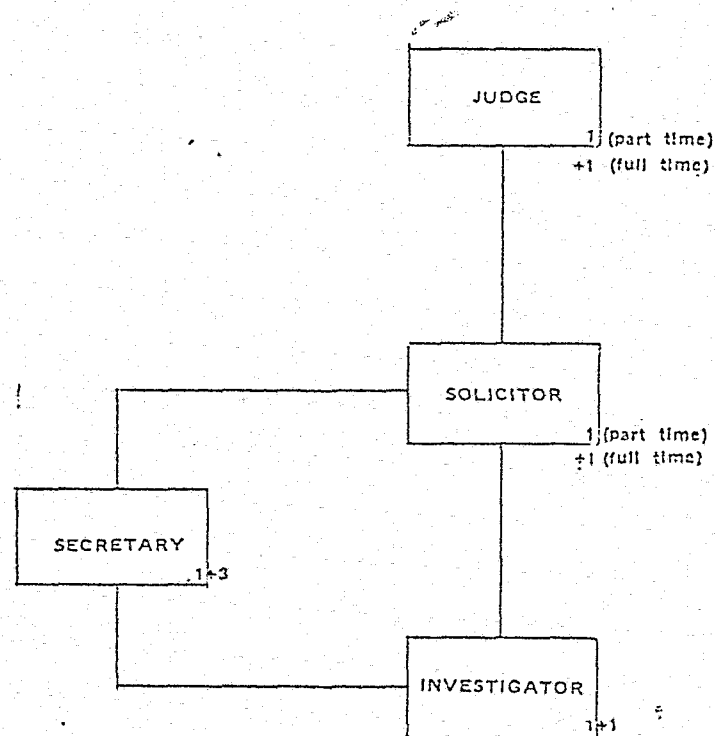 JUDGE
1 (part time)
+1 (full time)
SOLICITOR
1 (part time)
+1 (full time)
SECRETARY
1+3
INVESTIGATOR
1+1